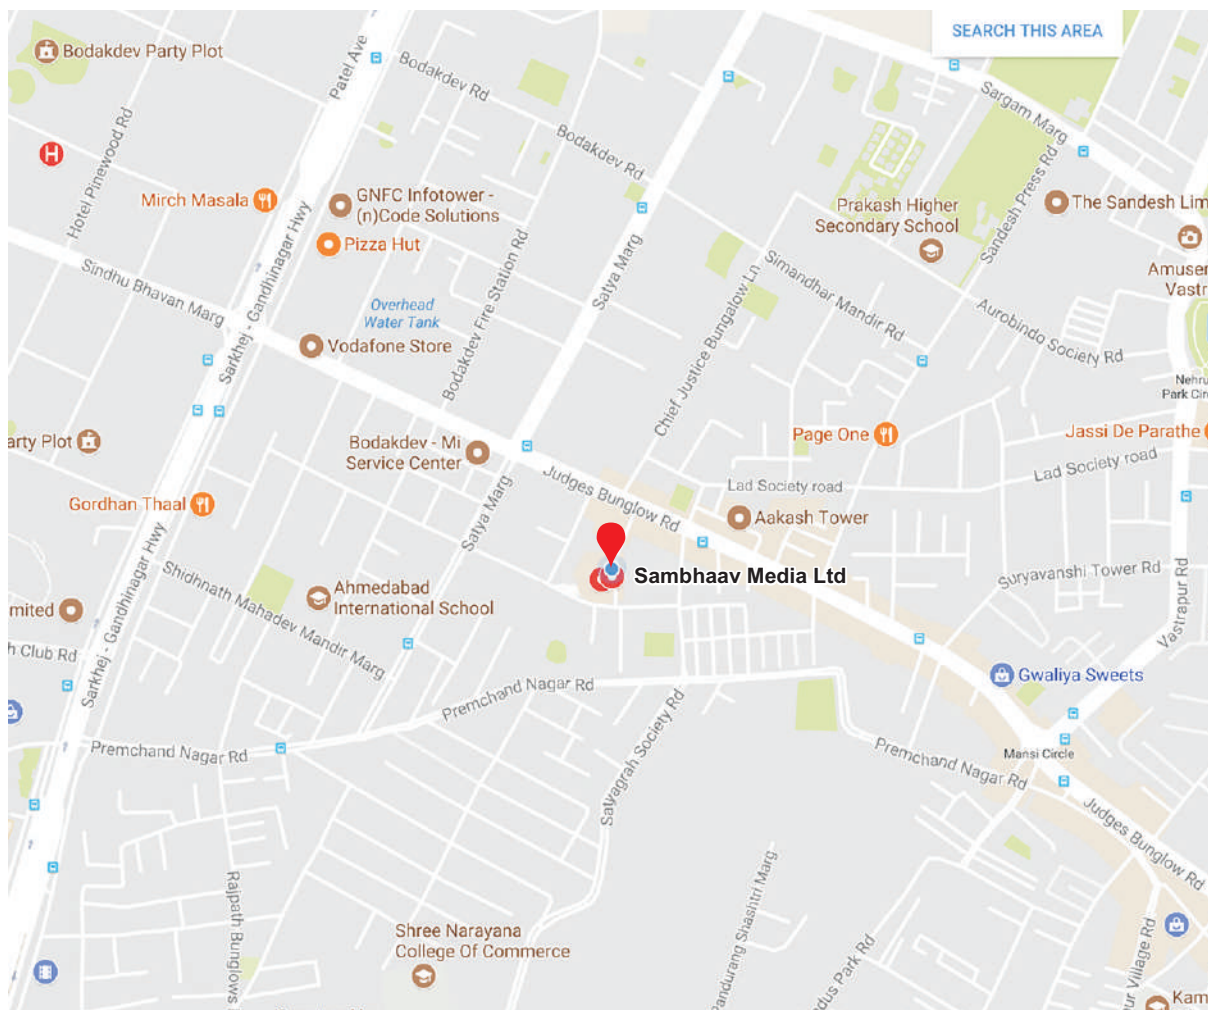 SEARCH THIS AREA
Bodakdev Party Plot
Patel Ave
Bodakdev Rd
Bodakdev Rd
Sargam Marg
Hotel Pinewood Rd
Mirch Masala
GNFC Infotower -
(n)Code Solutions
Pizza Hut
Prakash Higher
Secondary School
Sandesh Press Rd
The Sandesh Lim
Amuser
Vastr
Sindhu Bhavan Marg
Sarkhej - Gandhinagar Hwy
Overhead
Water Tank
Bodakdev Fire Station Rd
Satya Marg
Chief Justice Bungalow Ln
Simandhar Mandir Rd
Aurobindo Society Rd
Vodafone Store
Nehru
Park Circ
arty Plot
Bodakdev - Mi
Service Center
Page One
Jassi De Parathe
Lad Society road
Lad Society road
Gordhan Thaal
Satya Marg
Judges Bunglow Rd
Aakash Tower
Sarkhej - Gandhinagar Hwy
Shidhnath Mahadev Mandir Marg
Ahmedabad
International School
Sambhaav Media Ltd
Suryavanshi Tower Rd
Vastrapur Rd
mited
h Club Rd
Gwaliya Sweets
Premchand Nagar Rd
Premchand Nagar Rd
Satyagrah Society Rd
Premchand Nagar Rd
Mansi Circle
Judges Bunglow Rd
Rajpath Bunglows
Shree Narayana
College Of Commerce
Pandurang Shashtri Marg
dus Park Rd
ur Village Rd
Kam